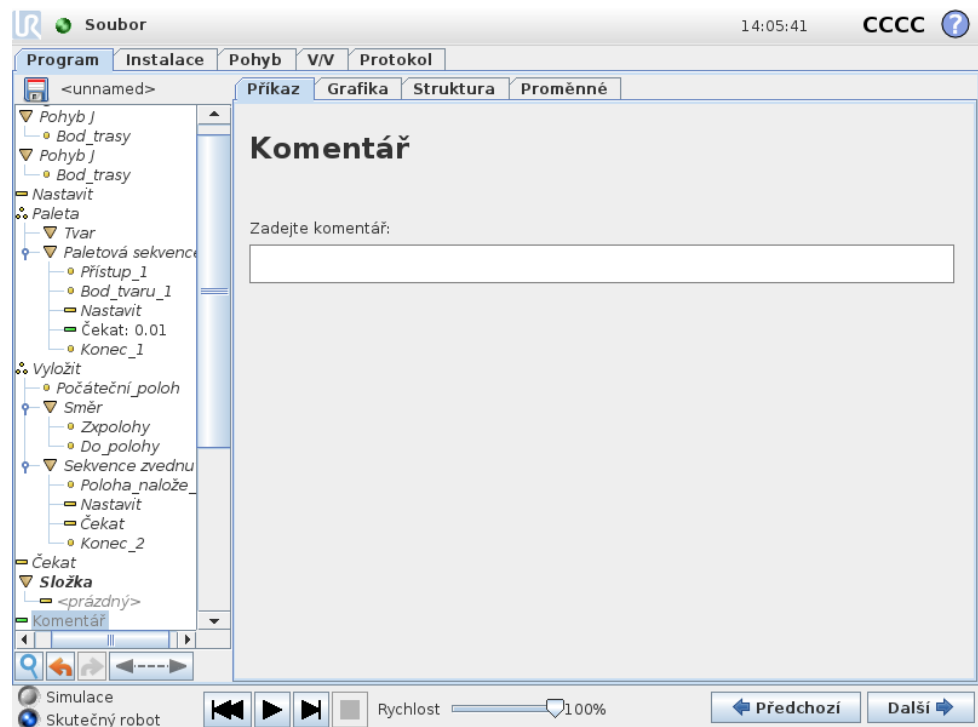 Soubor
14:05:41
CCCC
Program
Instalace
Pohyb
V/V
Protokol
<unnamed>
Příkaz
Grafika
Struktura
Proměnné
Pohyb J
Bod_trasy
Pohyb J
Bod_trasy
Nastavit
Paleta
Tvar
Paletová sekvence
Přístup_1
Bod_tvaru_1
Nastavit
Čekat: 0.01
Konec_1
Vyložit
Počáteční_poloh
Směr
Zxpolohy
Do_polohy
Sekvence zvednu
Poloha_nalože_
Nastavit
Čekat
Konec_2
Čekat
Složka
<prázdný>
Komentář
Komentář
Zadejte komentář:
Simulace
Skutečný robot
Rychlost
100%
Předchozí
Další